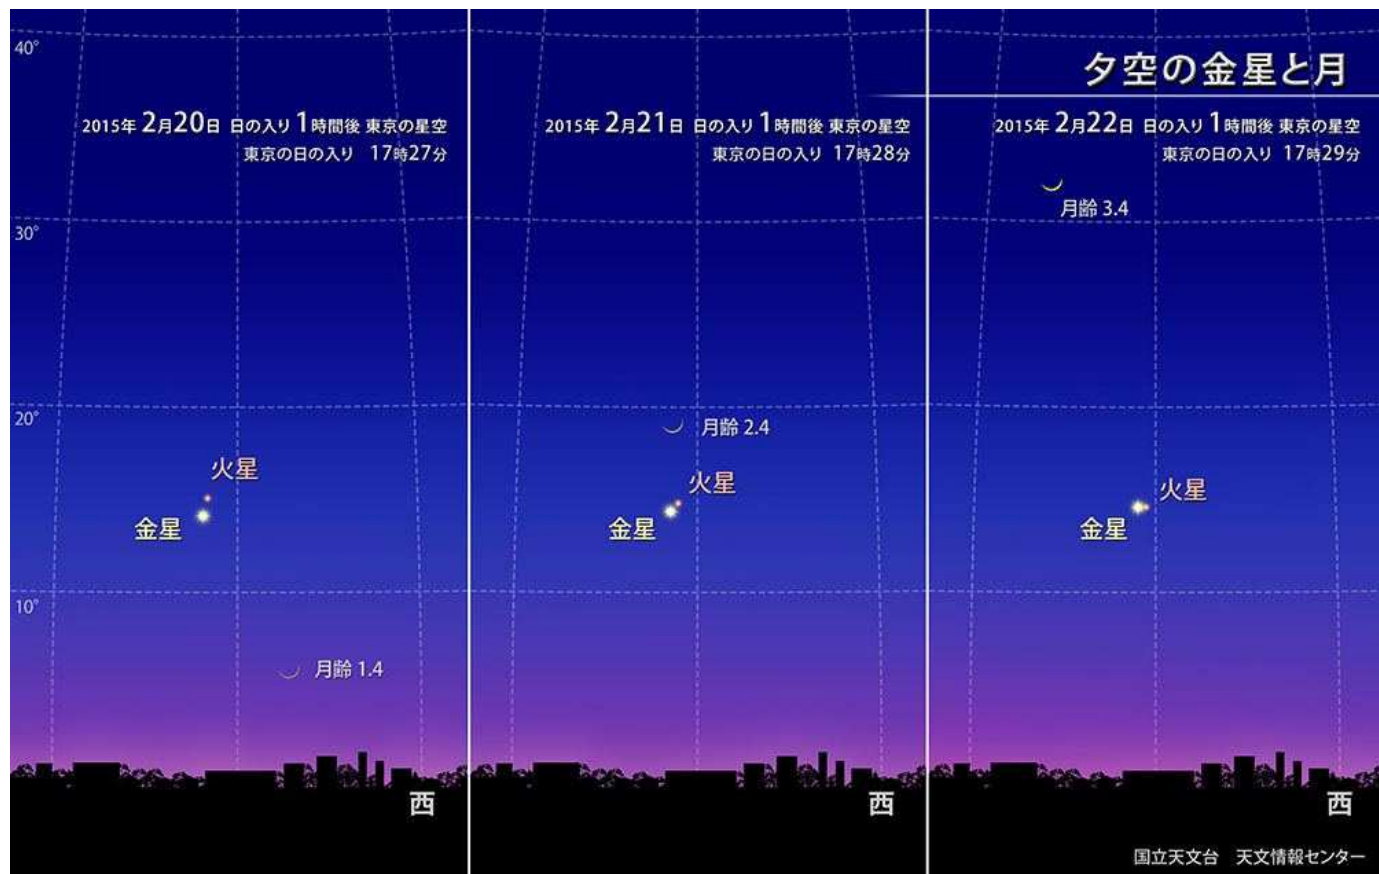 夕空の金星と月
40°
30°
20°
10°
2015年 2月20日 日の入り 1時間後 東京の星空
東京の日の入り 17時27分
火星
金星
月齢 1.4
西
2015年 2月21日 日の入り 1時間後 東京の星空
東京の日の入り 17時28分
月齢 2.4
火星
金星
西
2015年 2月22日 日の入り 1時間後 東京の星空
東京の日の入り 17時29分
月齢 3.4
火星
金星
西
国立天文台 天文情報センター